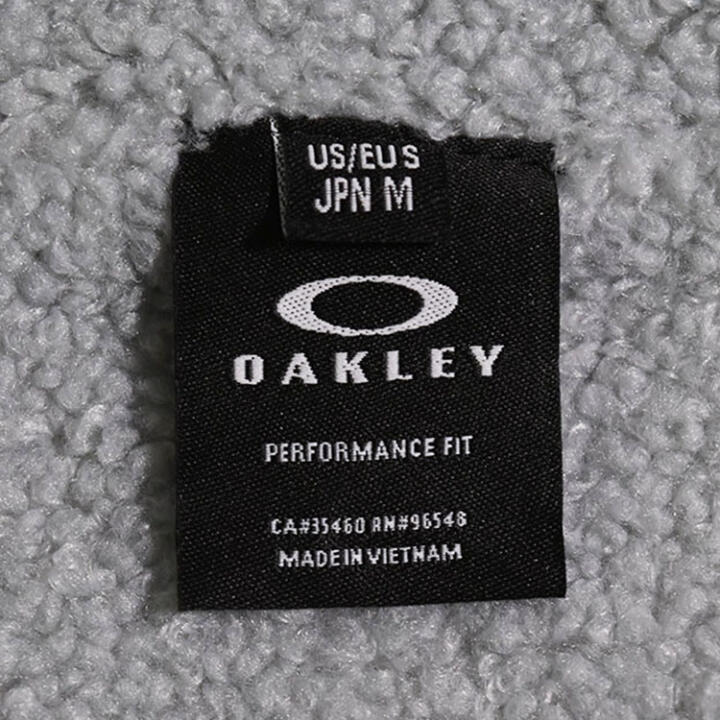 US/EU S
JPN M
OAKLEY
PERFORMANCE FIT
CA#35460 RN#96548
MADE IN VIETNAM